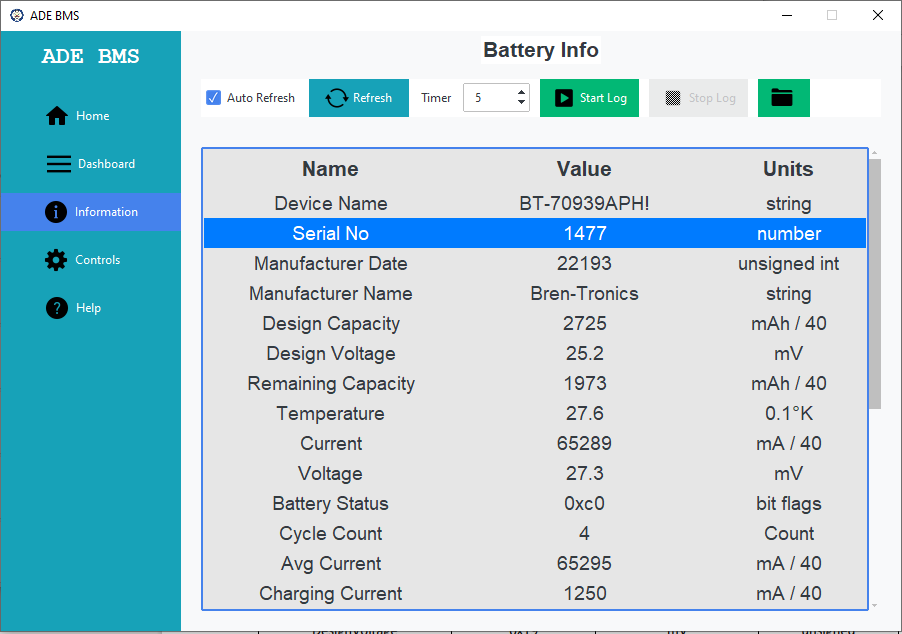 ADE BMS
ADE BMS
Home
Dashboard
Information
Controls
Help
Battery Info
Auto Refresh Refresh Timer 5 Start Log Stop Log
Name Value Units
Device Name BT-70939APH! string
Serial No 1477 number
Manufacturer Date 22193 unsigned int
Manufacturer Name Bren-Tronics string
Design Capacity 2725 mAh / 40
Design Voltage 25.2 mV
Remaining Capacity 1973 mAh / 40
Temperature 27.6 0.1°K
Current 65289 mA / 40
Voltage 27.3 mV
Battery Status 0xc0 bit flags
Cycle Count 4 Count
Avg Current 65295 mA / 40
Charging Current 1250 mA / 40